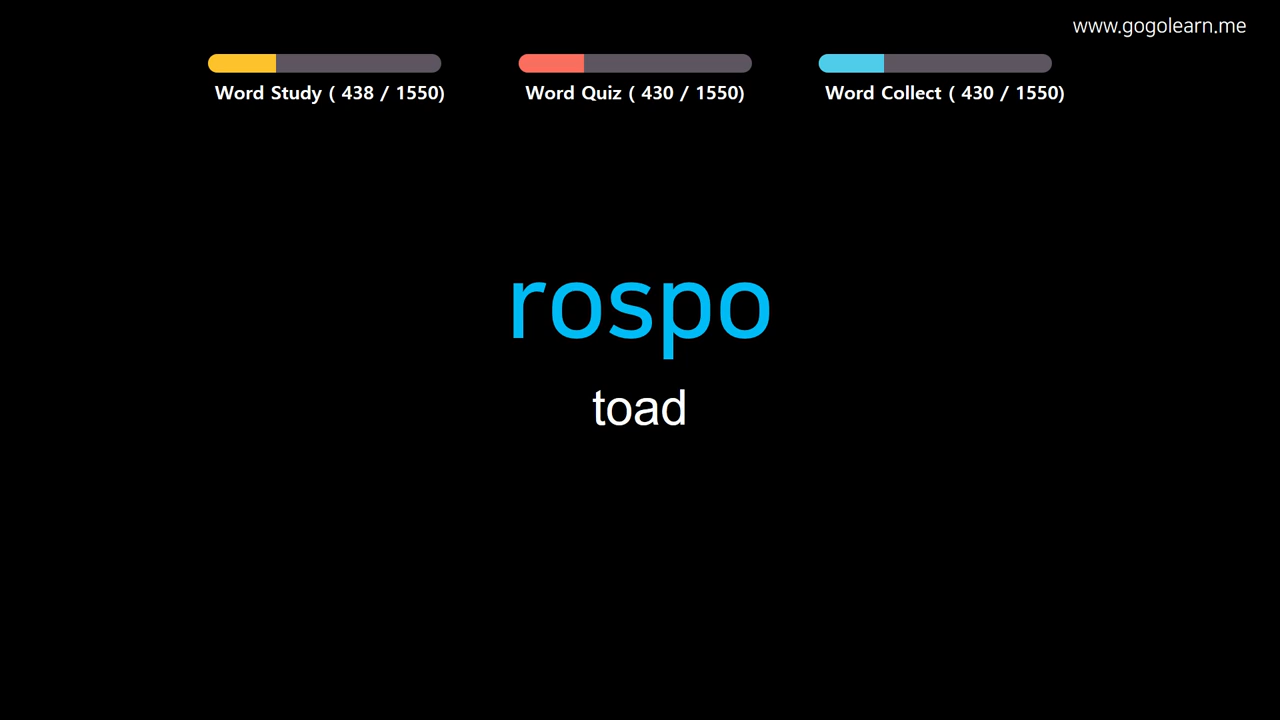 www.gogolearn.me
Word Study ( 438 / 1550)
Word Quiz ( 430 / 1550)
Word Collect ( 430 / 1550)
rospo
toad